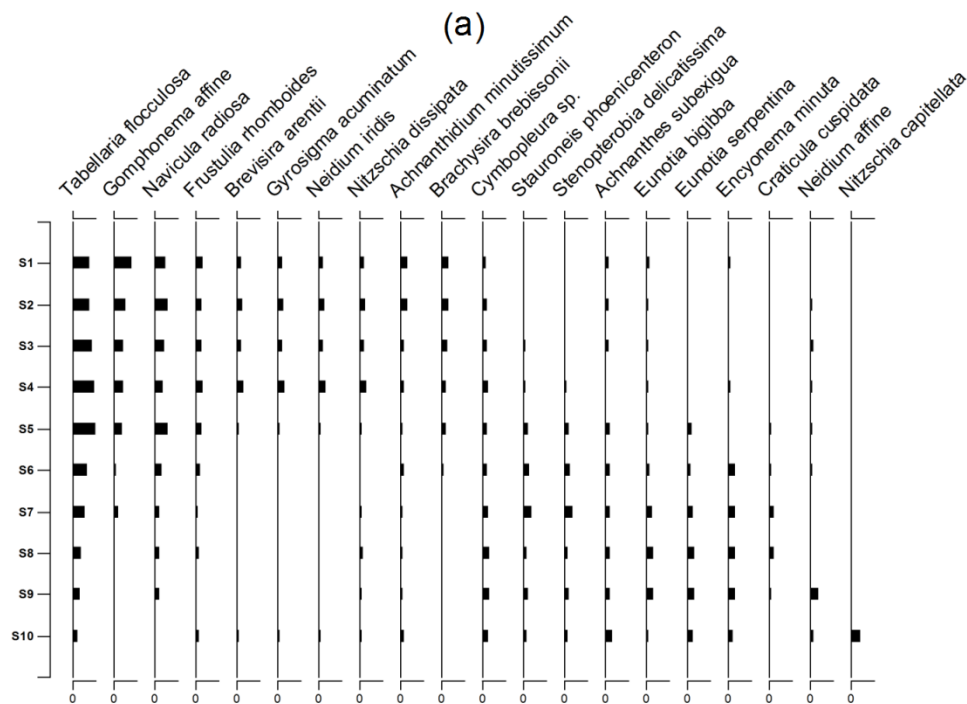 (a)
Tabellaria flocculosa
Gomphonema affine
Navicula radiosa
Frustulia rhomboides
Brevisira arentii
Gyrosigma acuminatum
Neidium iridis
Nitzschia dissipata
Achnanthidium minutissimum
Brachysira brebissonii
Cymbopleura sp.
Stauroneis phoenicenteron
Stenopterobia delicatissima
Achnanthes subexigua
Eunotia bigibba
Eunotia serpentina
Encyonema minuta
Craticula cuspidata
Neidium affine
Nitzschia capitellata
S1
S2
S3
S4
S5
S6
S7
S8
S9
S10
0 0 0 0 0 0 0 0 0 0 0 0 0 0 0 0 0 0 0 0